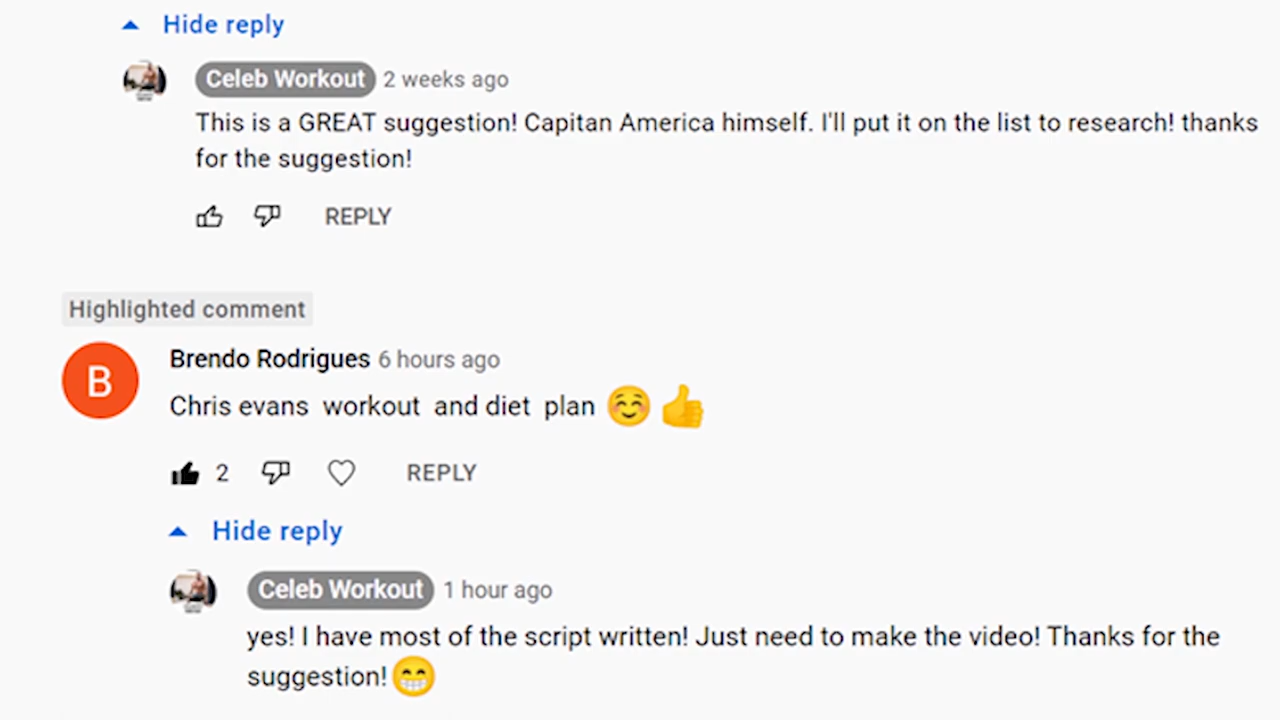 Hide reply
Celeb Workout 2 weeks ago
This is a GREAT suggestion! Capitan America himself. I'll put it on the list to research! thanks
for the suggestion!
REPLY
Highlighted comment
B
Brendo Rodrigues 6 hours ago
Chris evans workout and diet plan ☺️👍
2 REPLY
Hide reply
Celeb Workout 1 hour ago
yes! I have most of the script written! Just need to make the video! Thanks for the
suggestion!😁